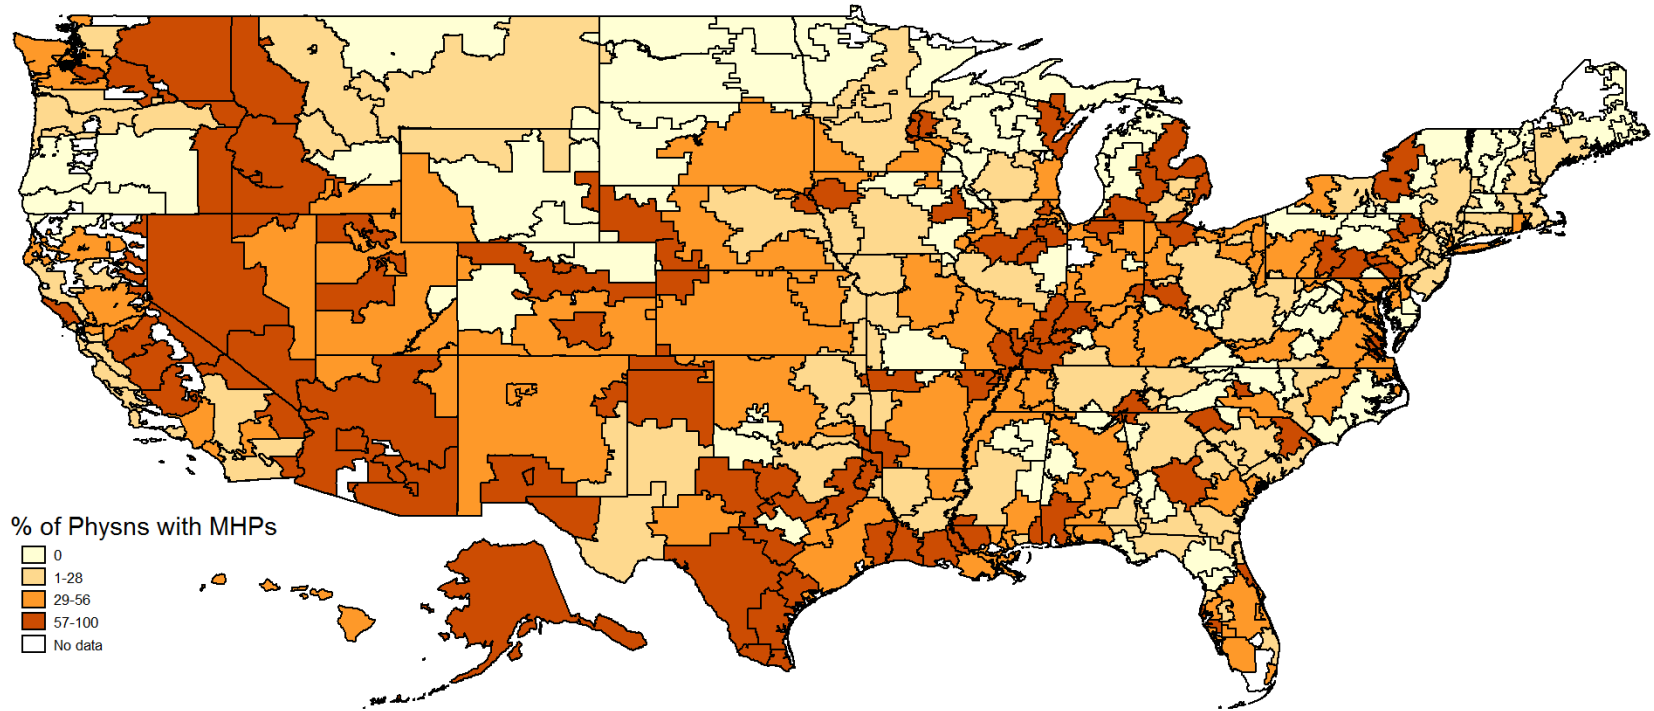 % of Physns with MHPs
0
1-28
29-56
57-100
No data